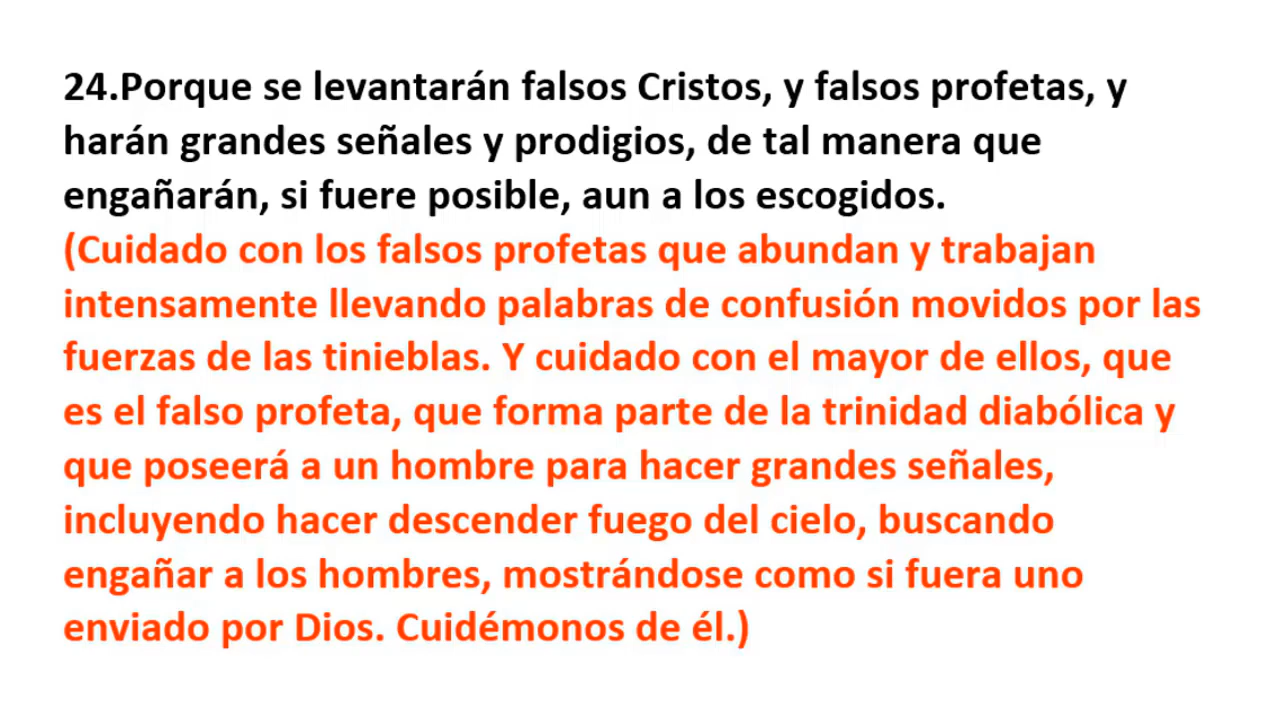 24.Porque se levantarán falsos Cristos, y falsos profetas, y
harán grandes señales y prodigios, de tal manera que
engañarán, si fuere posible, aun a los escogidos.
(Cuidado con los falsos profetas que abundan y trabajan
intensamente llevando palabras de confusión movidos por las
fuerzas de las tinieblas. Y cuidado con el mayor de ellos, que
es el falso profeta, que forma parte de la trinidad diabólica y
que poseerá a un hombre para hacer grandes señales,
incluyendo hacer descender fuego del cielo, buscando
engañar a los hombres, mostrándose como si fuera uno
enviado por Dios. Cuidémonos de él.)